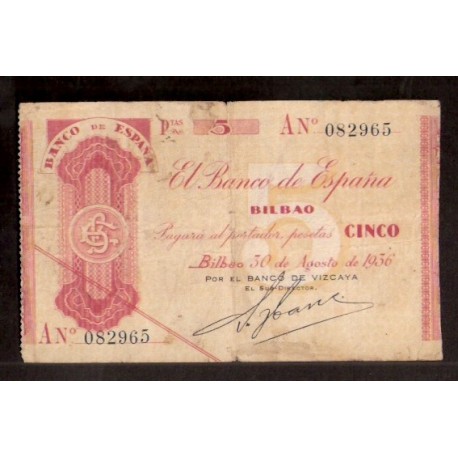 BANCO DE ESPAÑA
PTAS 5 A Nº 082965
El Banco de España
BILBAO
Pagará al portador pesetas CINCO
Bilbao 30 de Agosto de 1936
POR EL BANCO DE VIZCAYA
EL SUB-DIRECTOR,
A Nº 082965